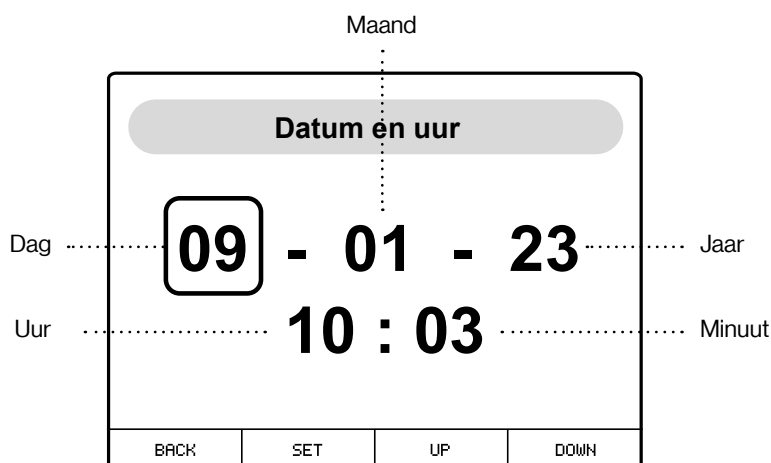 Maand
Datum en uur
Dag 09 - 01 - 23 Jaar
Uur 10 : 03 Minuut
BACK SET UP DOWN